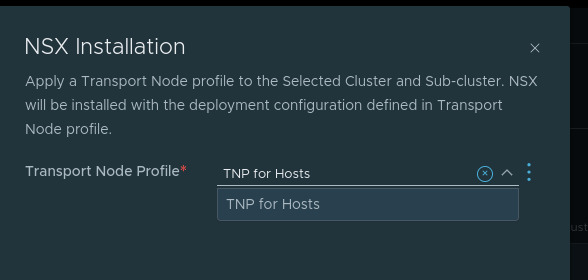 NSX Installation
Apply a Transport Node profile to the Selected Cluster and Sub-cluster. NSX
will be installed with the deployment configuration defined in Transport
Node profile.
Transport Node Profile* TNP for Hosts
TNP for Hosts